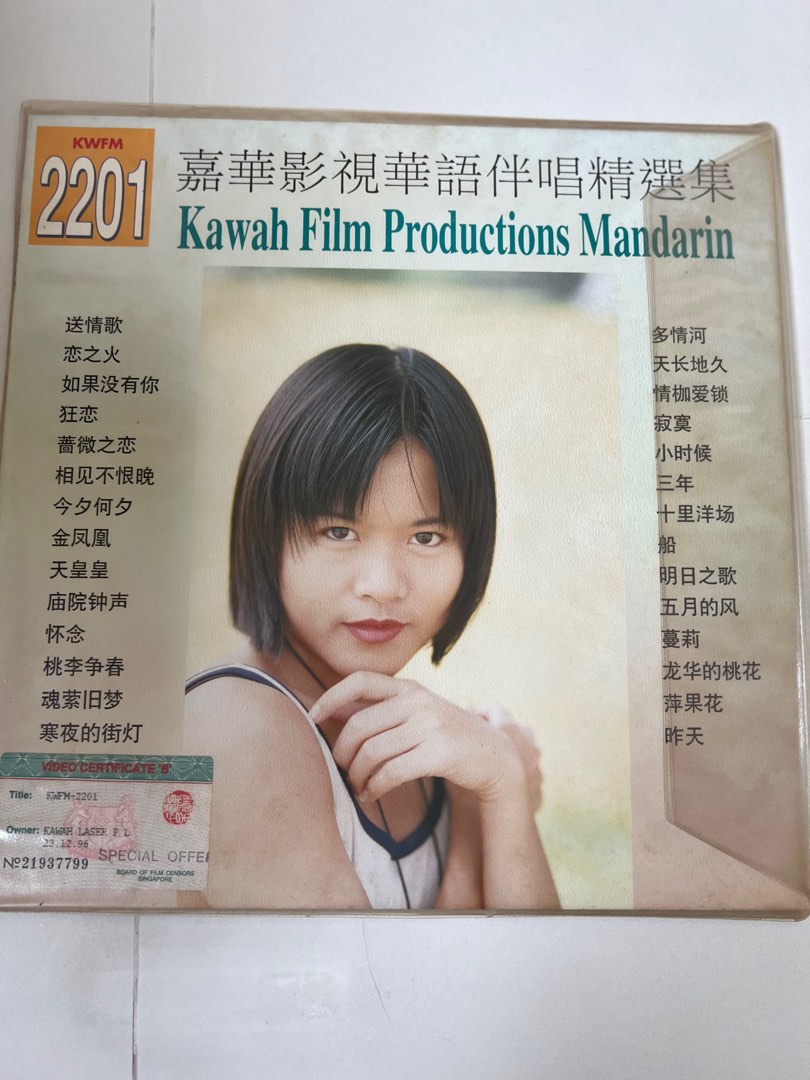 KWFM
2201
嘉華影視華語伴唱精選集
Kawah Film Productions Mandarin
送情歌
恋之火
如果没有你
狂恋
蔷微之恋
相见不恨晚
今夕何夕
金凤凰
天皇皇
庙院钟声
怀念
桃李争春
魂萦旧梦
寒夜的街灯
多情河
天长地久
情枷爱锁
寂寞
小时候
三年
十里洋场
船
明日之歌
五月的风
蔓莉
龙华的桃花
萍果花
昨天
VIDEO CERTIFICATE 'B'
Title: KWFM-2201
Owner: KAWAH LASER P L
23.12.96
SPECIAL OFFER
Nº21937799
BOARD OF FILM CENSORS
SINGAPORE